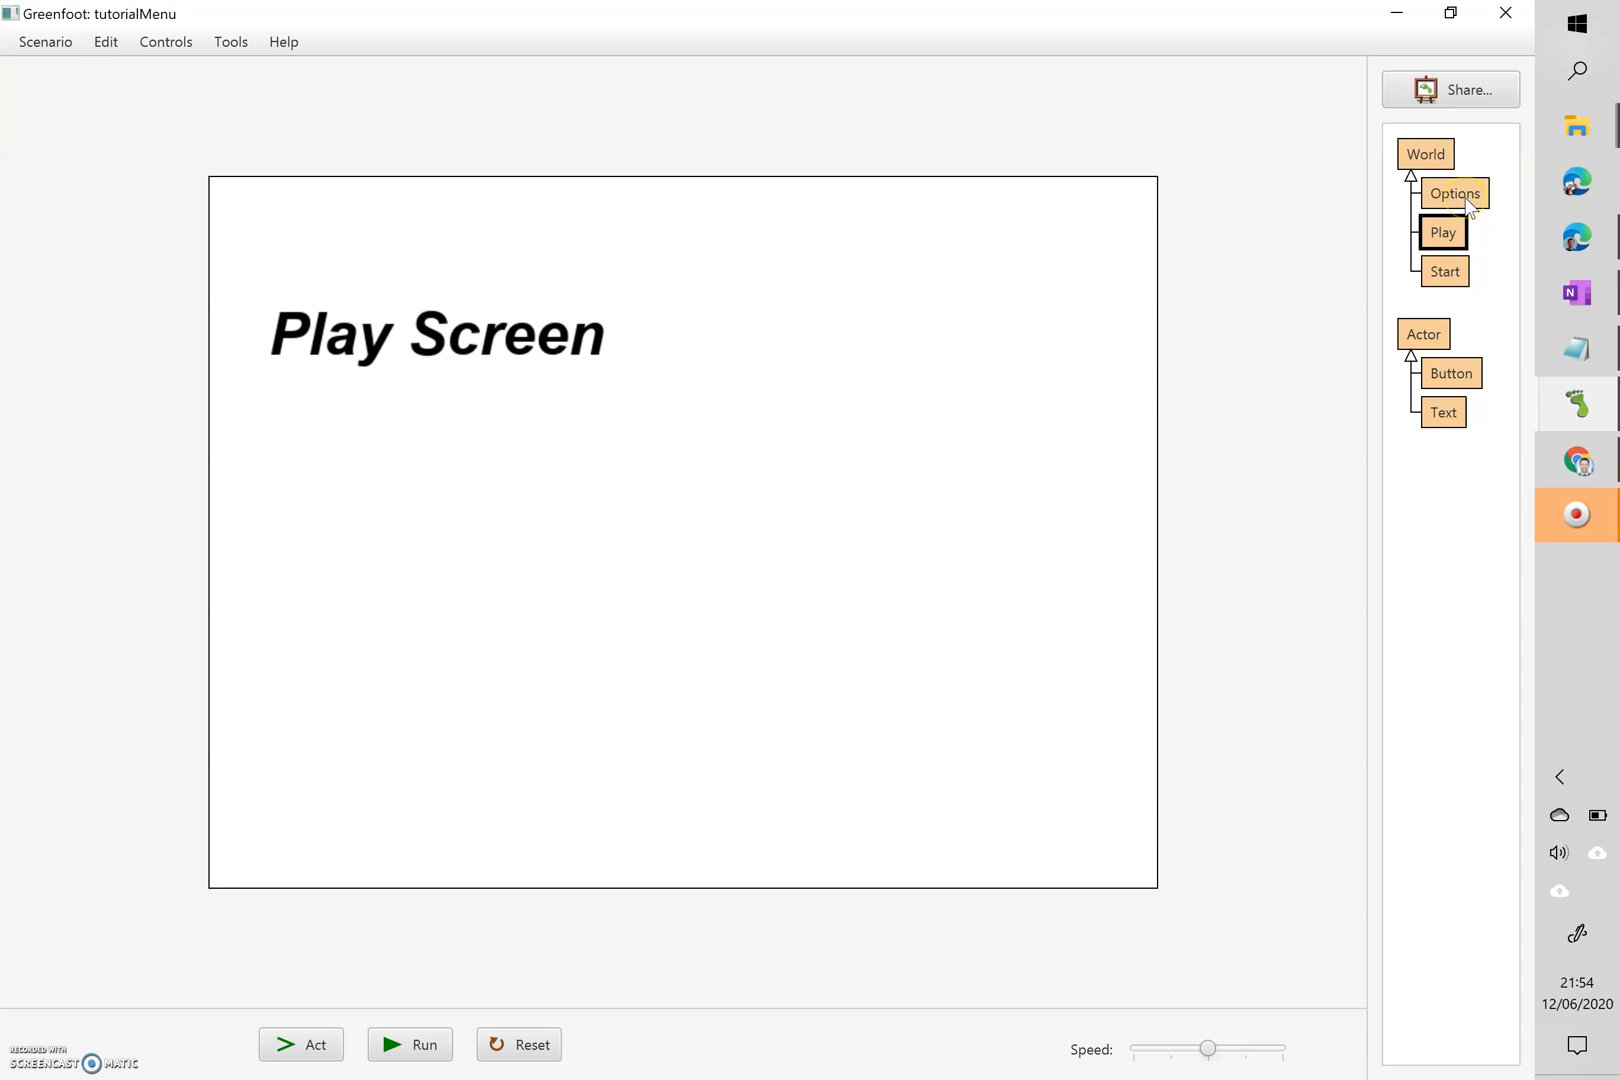 Greenfoot: tutorialMenu
Scenario Edit Controls Tools Help
Share...
World
Options
Play
Start
Actor
Button
Text
Play Screen
Act Run Reset
Speed:
RECORDED WITH
SCREENCAST MATIC
N
21:54
12/06/2020